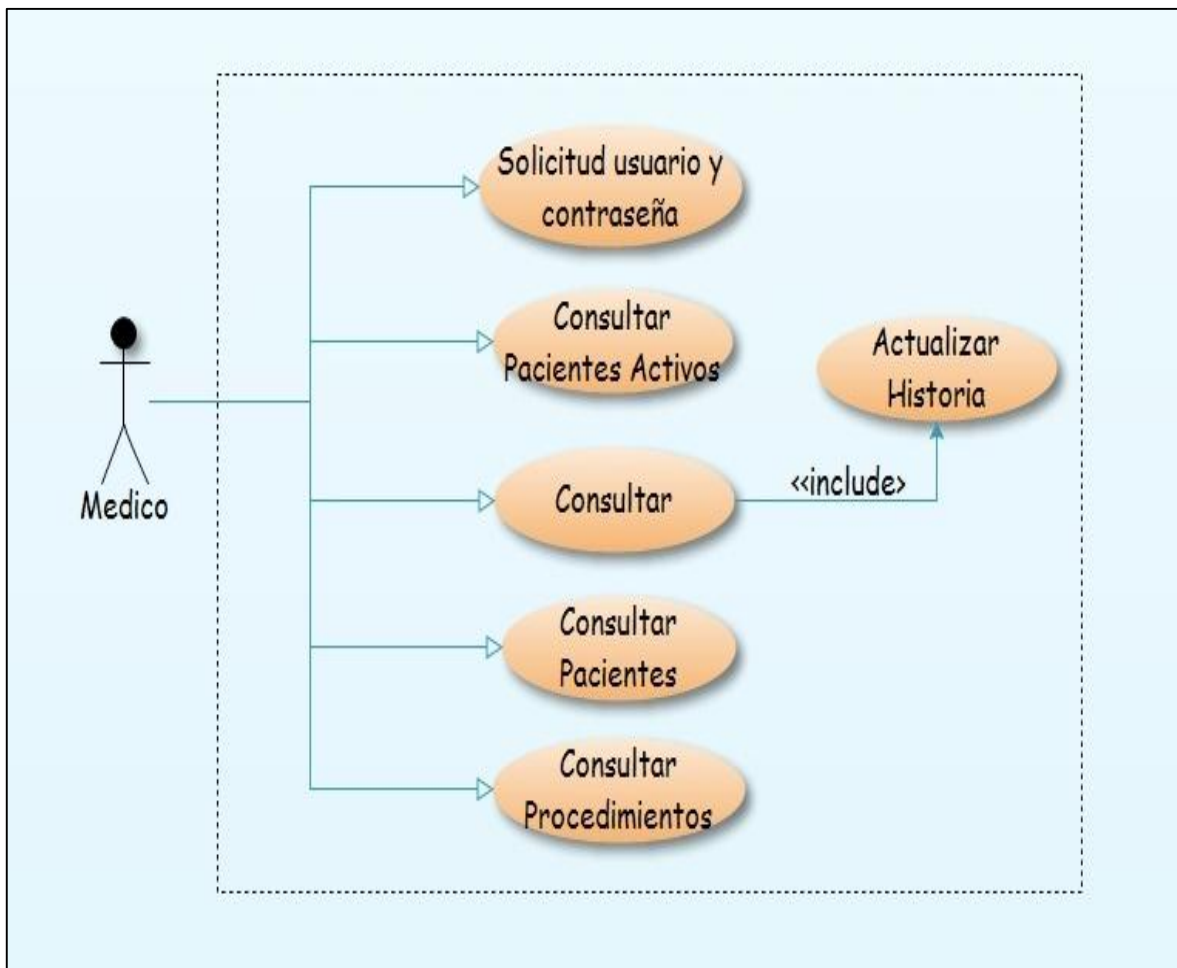 Solicitud usuario y
contraseña
Consultar
Pacientes Activos
Actualizar
Historia
Medico
Consultar
<<include>
Consultar
Pacientes
Consultar
Procedimientos